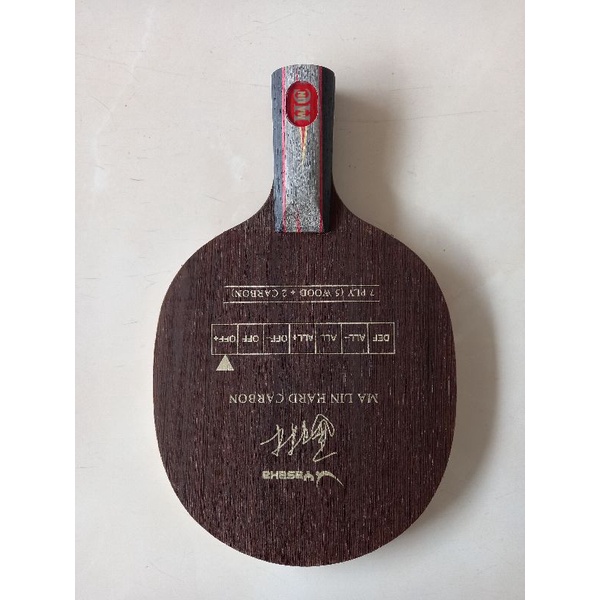 YASAKA
MA LIN HARD CARBON
OFF+ OFF OFF- ALL+ ALL ALL- DEF
7 PLY (5 WOOD + 2 CARBON)